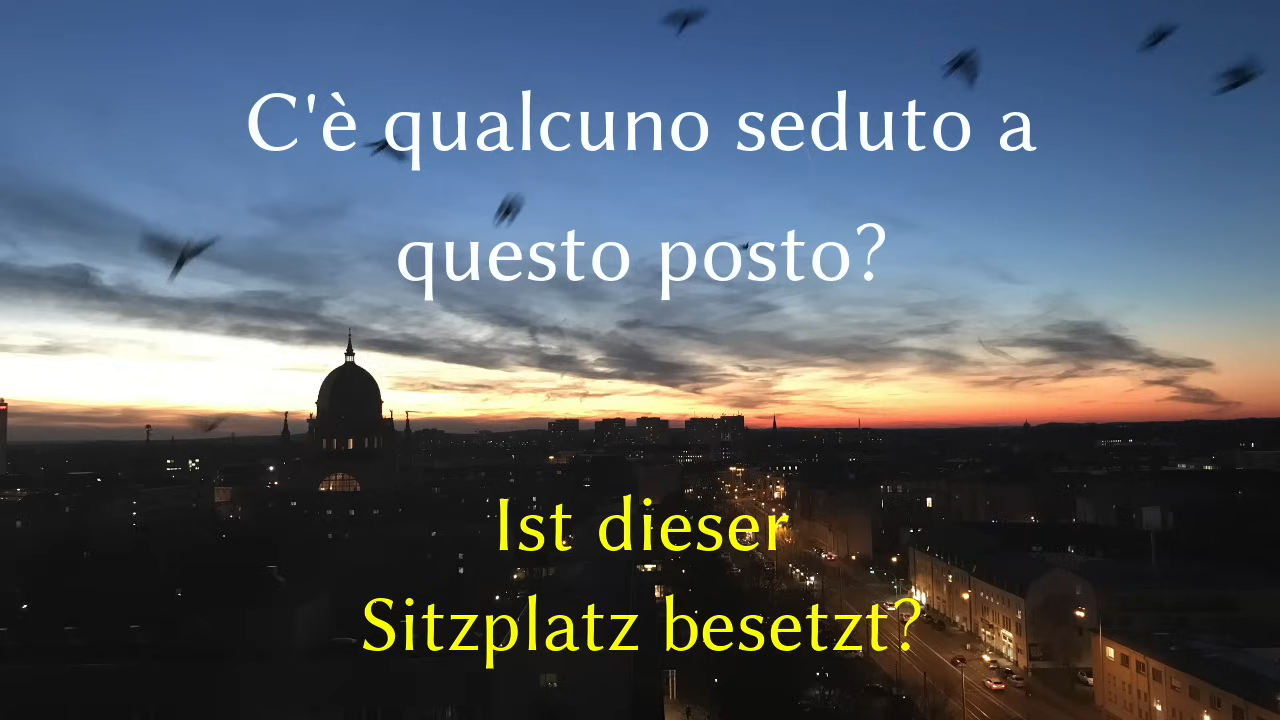 C'è qualcuno seduto a
questo posto?
Ist dieser
Sitzplatz besetzt?